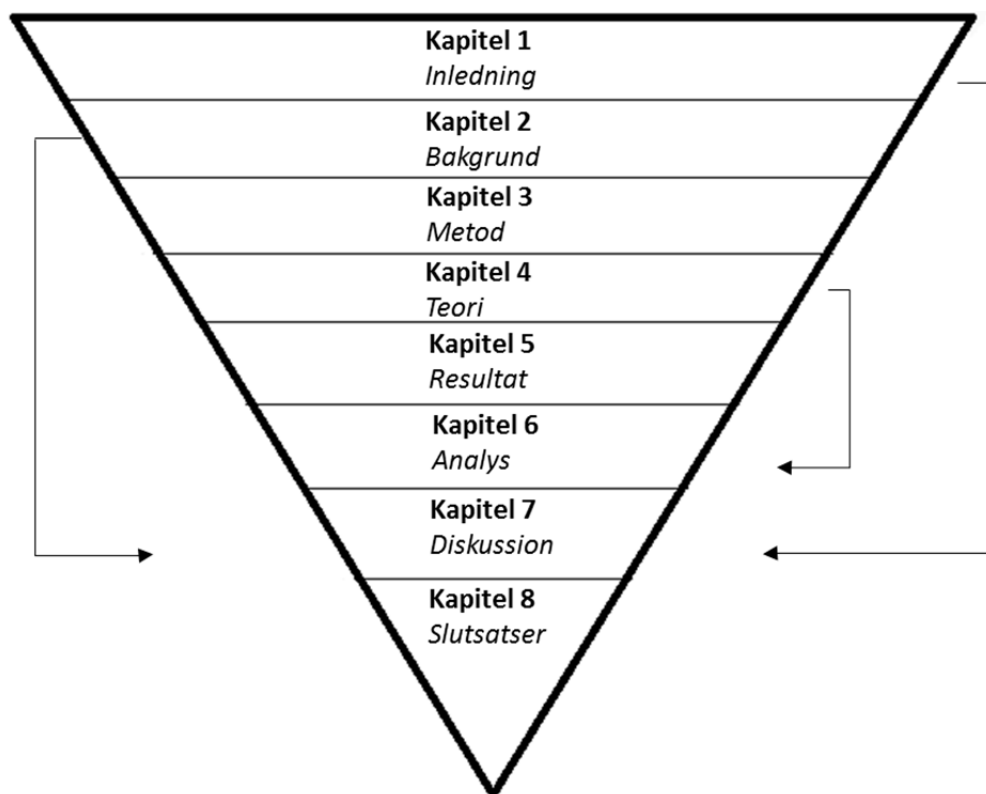 Kapitel 1
Inledning
Kapitel 2
Bakgrund
Kapitel 3
Metod
Kapitel 4
Teori
Kapitel 5
Resultat
Kapitel 6
Analys
Kapitel 7
Diskussion
Kapitel 8
Slutsatser